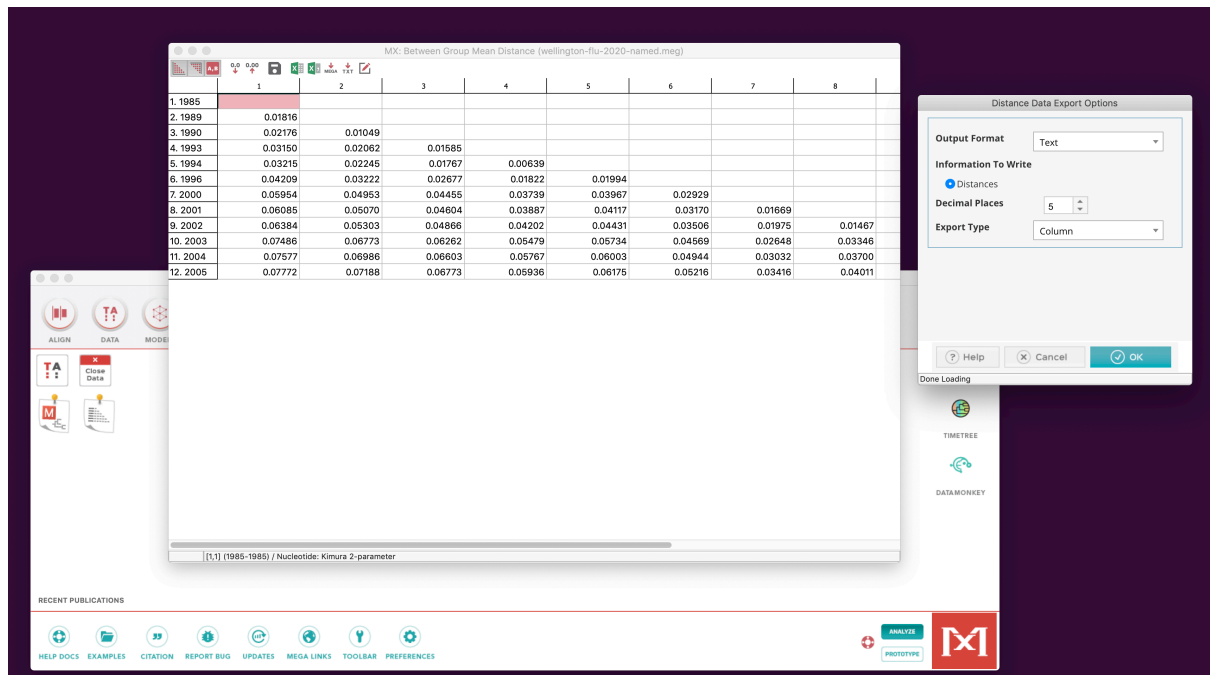 MX: Between Group Mean Distance (wellington-flu-2020-named.meg)
A,B 0.0 0.00 X X MEGA TXT
1 2 3 4 5 6 7 8
1. 1985
2. 1989 0.01816
3. 1990 0.02176 0.01049
4. 1993 0.03150 0.02062 0.01585
5. 1994 0.03215 0.02245 0.01767 0.00639
6. 1996 0.04209 0.03222 0.02677 0.01822 0.01994
7. 2000 0.05954 0.04953 0.04455 0.03739 0.03967 0.02929
8. 2001 0.06085 0.05070 0.04604 0.03887 0.04117 0.03170 0.01669
9. 2002 0.06384 0.05303 0.04866 0.04202 0.04431 0.03506 0.01975 0.01467
10. 2003 0.07486 0.06773 0.06262 0.05479 0.05734 0.04569 0.02648 0.03346
11. 2004 0.07577 0.06986 0.06603 0.05767 0.06003 0.04944 0.03032 0.03700
12. 2005 0.07772 0.07188 0.06773 0.05936 0.06175 0.05216 0.03416 0.04011
[1,1] (1985-1985) / Nucleotide: Kimura 2-parameter
Distance Data Export Options
Output Format Text
Information To Write
Distances
Decimal Places 5
Export Type Column
? Help Cancel OK
Done Loading
TA
ALIGN DATA MODE
TA Close
Data
M
TIMETREE
DATAMONKEY
RECENT PUBLICATIONS
HELP DOCS EXAMPLES CITATION REPORT BUG UPDATES MEGA LINKS TOOLBAR PREFERENCES
ANALYZE
PROTOTYPE
M